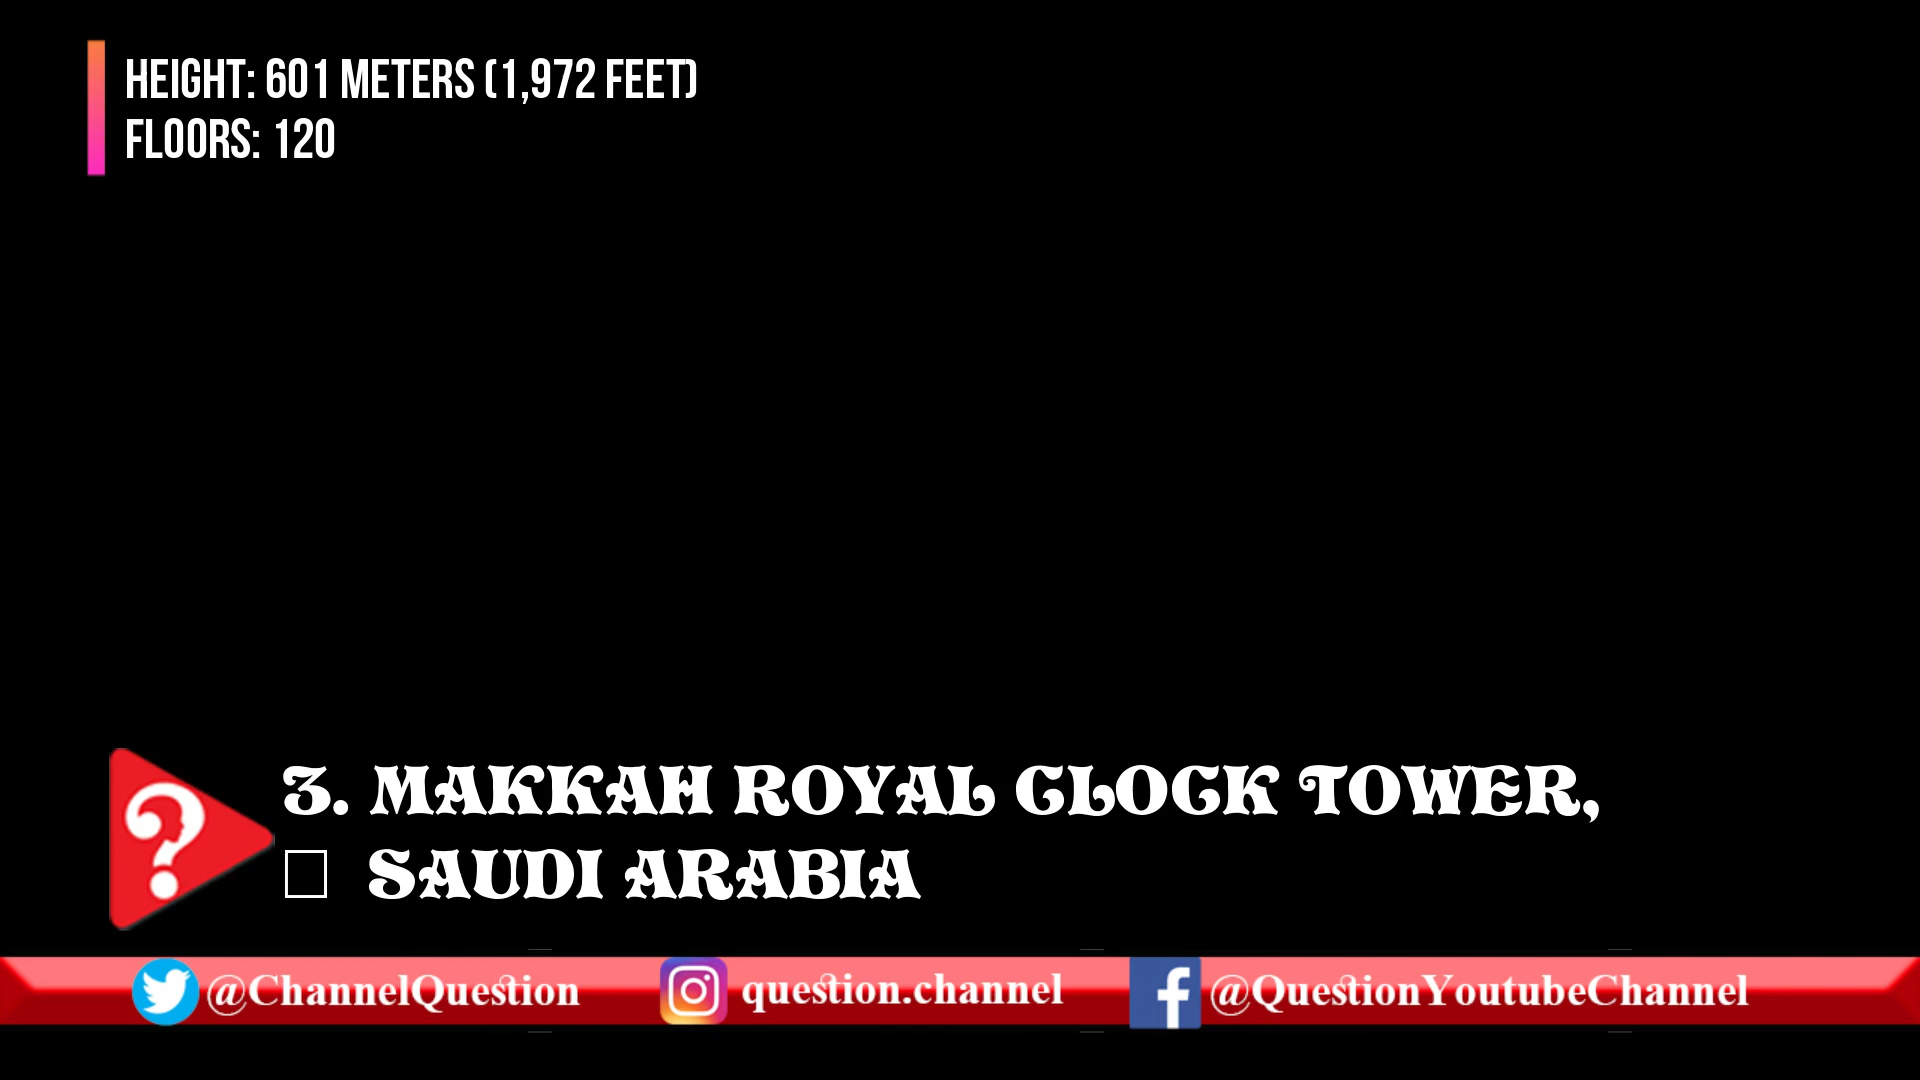 HEIGHT: 601 METERS (1,972 FEET)
FLOORS: 120
3. MAKKAH ROYAL CLOCK TOWER,
SAUDI ARABIA
@ChannelQuestion question.channel @QuestionYoutubeChannel